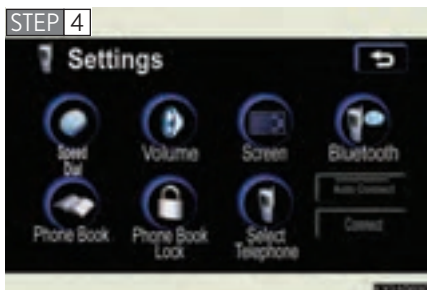 STEP 4
Settings
Speed Dial
Volume
Screen
Bluetooth
Auto Connect
Phone Book
Phone Book Lock
Select Telephone
Connect